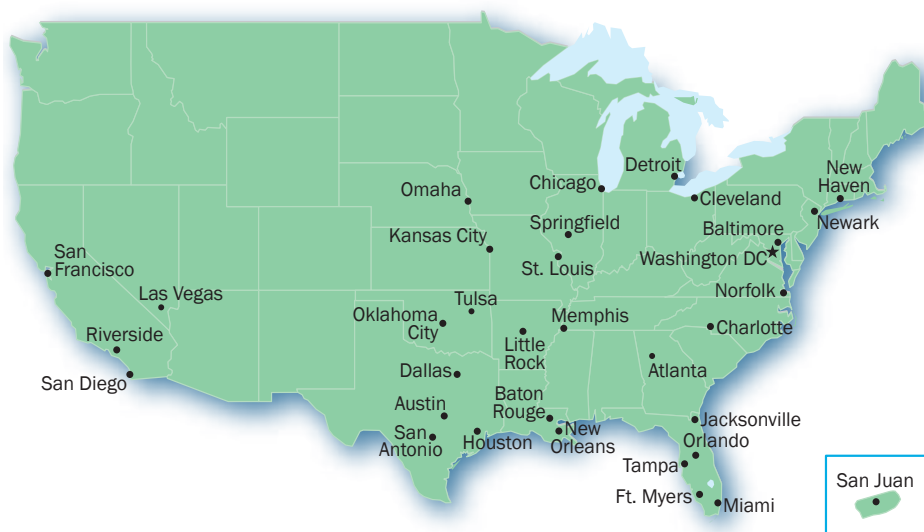 Detroit
New
Haven
Omaha
Chicago
Cleveland
Newark
Springfield
Baltimore
Kansas City
San
Francisco
St. Louis
Washington DC
Las Vegas
Norfolk
Tulsa
Oklahoma
City
Memphis
Charlotte
Riverside
Little
Rock
San Diego
Dallas
Atlanta
Baton
Rouge
Austin
Jacksonville
New
Orleans
San
Antonio
Houston
Orlando
Tampa
San Juan
Ft. Myers
Miami